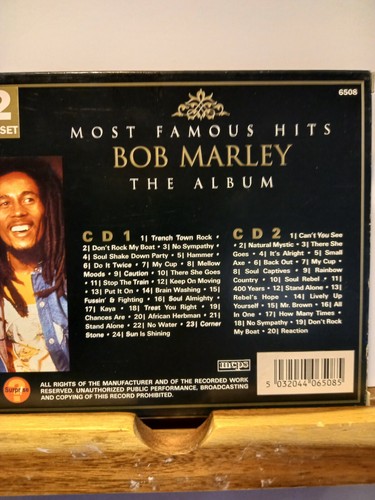 2
SET
6508
MOST FAMOUS HITS
BOB MARLEY
THE ALBUM
CD 1 1| Trench Town Rock •
2| Don't Rock My Boat • 3| No Sympathy •
4| Soul Shake Down Party • 5| Hammer
• 6| Do It Twice • 7| My Cup • 8| Mellow
Moods • 9| Caution • 10| There She Goes
• 11| Stop The Train • 12| Keep On Moving
• 13| Put It On • 14| Brain Washing • 15|
Fussin' & Fighting • 16| Soul Almighty
• 17| Kaya • 18| Treat You Right • 19|
Chances Are • 20| African Herbman • 21|
Stand Alone • 22| No Water • 23| Corner
Stone • 24| Sun Is Shining
CD 2 1| Can't You See
• 2| Natural Mystic • 3| There She
Goes • 4| It's Alright • 5| Small
Axe • 6| Back Out • 7| My Cup •
8| Soul Captives • 9| Rainbow
Country • 10| Soul Rebel • 11|
400 Years • 12| Stand Alone • 13|
Rebel's Hope • 14| Lively Up
Yourself • 15| Mr. Brown • 16| All
In One • 17| How Many Times •
18| No Sympathy • 19| Don't Rock
My Boat • 20| Reaction
Surprise
ALL RIGHTS OF THE MANUFACTURER AND OF THE RECORDED WORK
RESERVED. UNAUTHORIZED PUBLIC PERFORMANCE, BROADCASTING
AND COPYING OF THIS RECORD PROHIBITED.
mcps
5 032044 065085